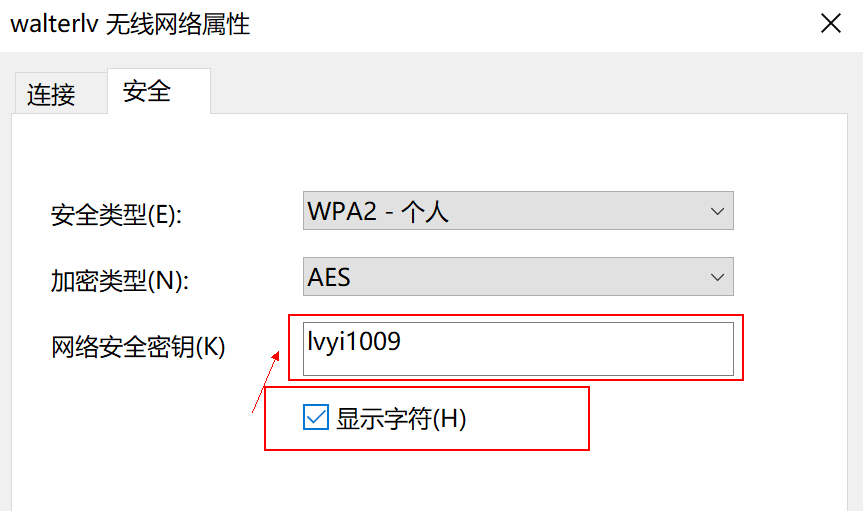 walterlv 无线网络属性
连接
安全
安全类型(E):
WPA2 - 个人
加密类型(N):
AES
网络安全密钥(K)
lvyi1009
显示字符(H)